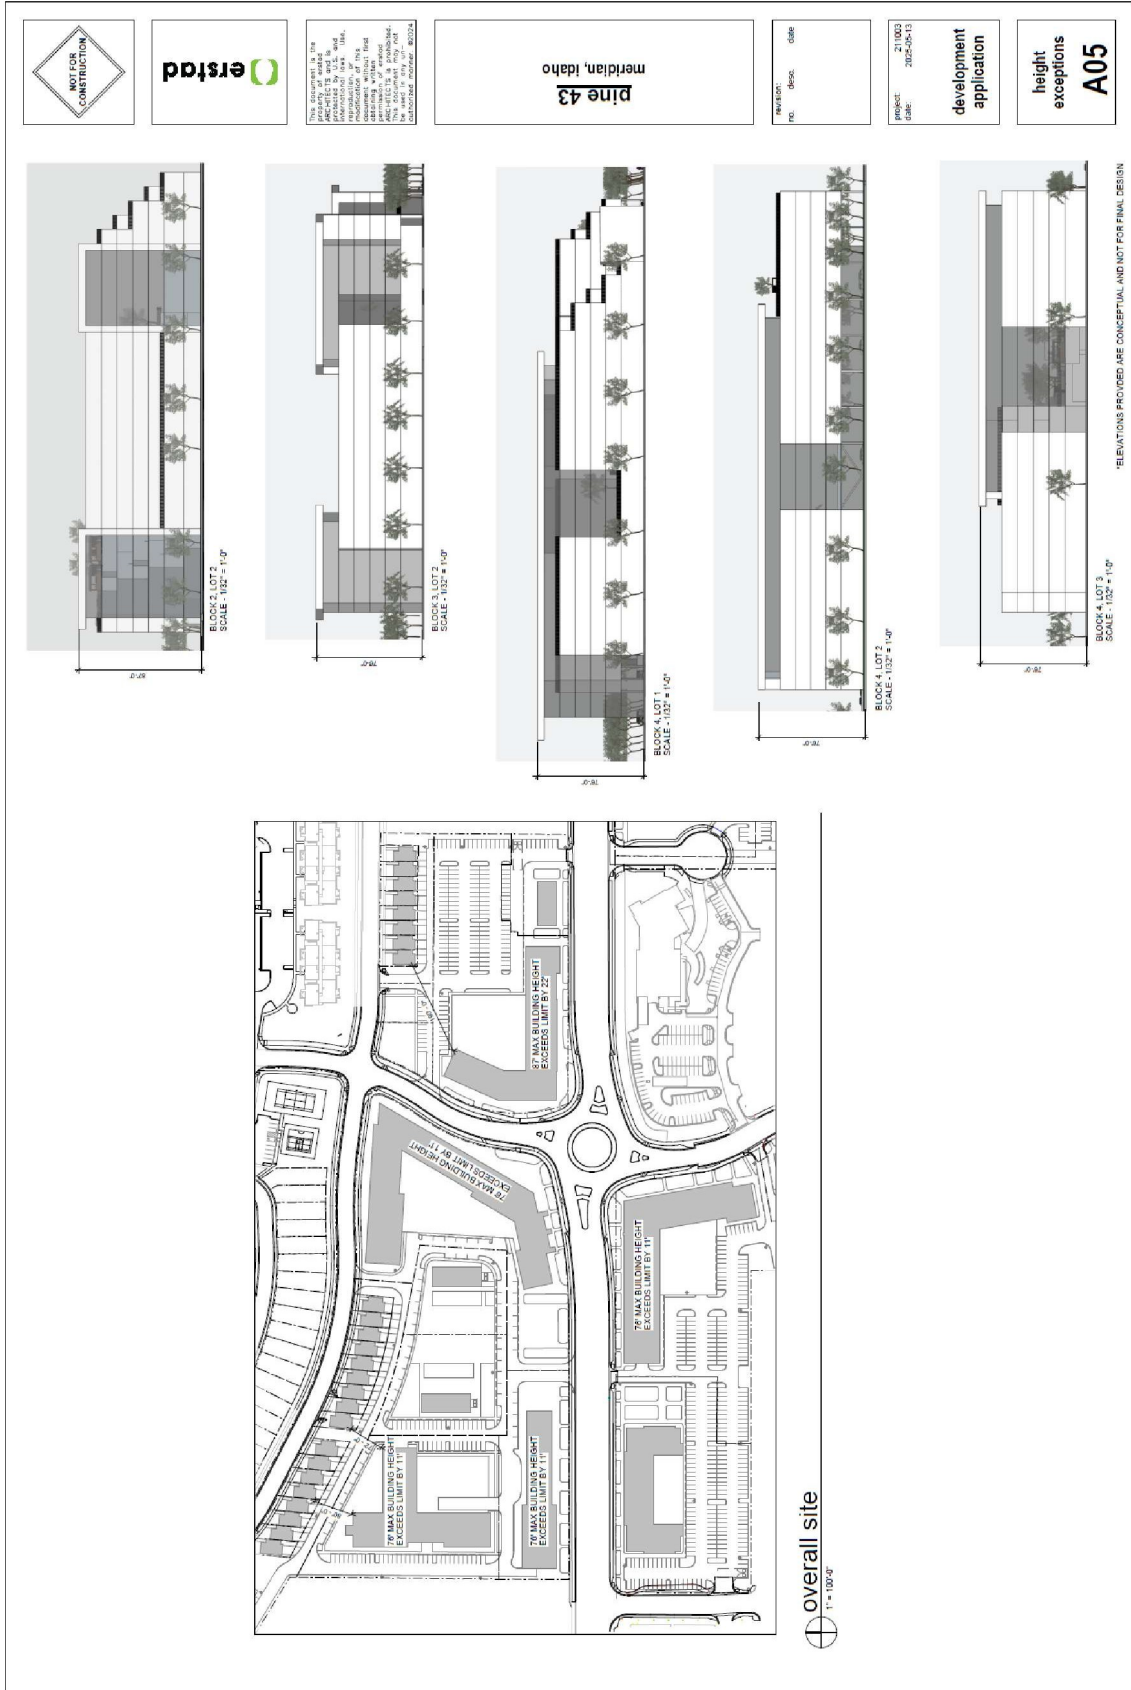 NOT FOR
CONSTRUCTION
erstad
This document is the
property of erstad
ARCHITECTS and is
protected by U.S. and
international laws. Use,
reproduction, or
modification of this
document without first
obtaining written
permission of erstad
ARCHITECTS is prohibited.
This document may not
be used in any un-
authorized manner. ©2024
pine 43
meridian, idaho
revision:
no. desc. date
project: 211003
date: 2025-05-13
development
application
height
exceptions
A05
87'-0"
BLOCK 2, LOT 2
SCALE - 1/32" = 1'-0"
76'-0"
BLOCK 3, LOT 2
SCALE - 1/32" = 1'-0"
76'-0"
BLOCK 4, LOT 1
SCALE - 1/32" = 1'-0"
76'-0"
BLOCK 4, LOT 2
SCALE - 1/32" = 1'-0"
76'-0"
BLOCK 4, LOT 3
SCALE - 1/32" = 1'-0"
*ELEVATIONS PROVIDED ARE CONCEPTUAL AND NOT FOR FINAL DESIGN
87' MAX BUILDING HEIGHT
EXCEEDS LIMIT BY 22'
76' MAX BUILDING HEIGHT
EXCEEDS LIMIT BY 11'
76' MAX BUILDING HEIGHT
EXCEEDS LIMIT BY 11'
76' MAX BUILDING HEIGHT
EXCEEDS LIMIT BY 11'
76' MAX BUILDING HEIGHT
EXCEEDS LIMIT BY 11'
overall site
1" = 100'-0"